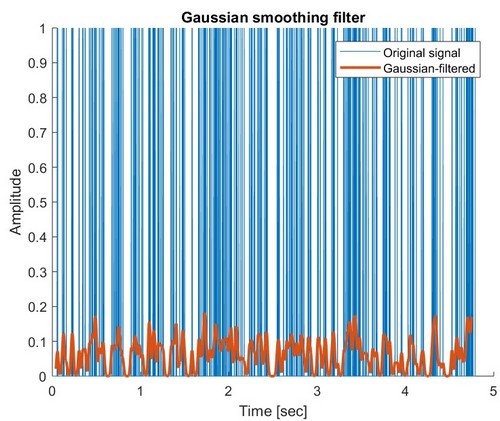 Gaussian smoothing filter
Original signal
Gaussian-filtered
1
0.9
0.8
0.7
0.6
0.5
0.4
0.3
0.2
0.1
0
Amplitude
0 1 2 3 4 5
Time [sec]